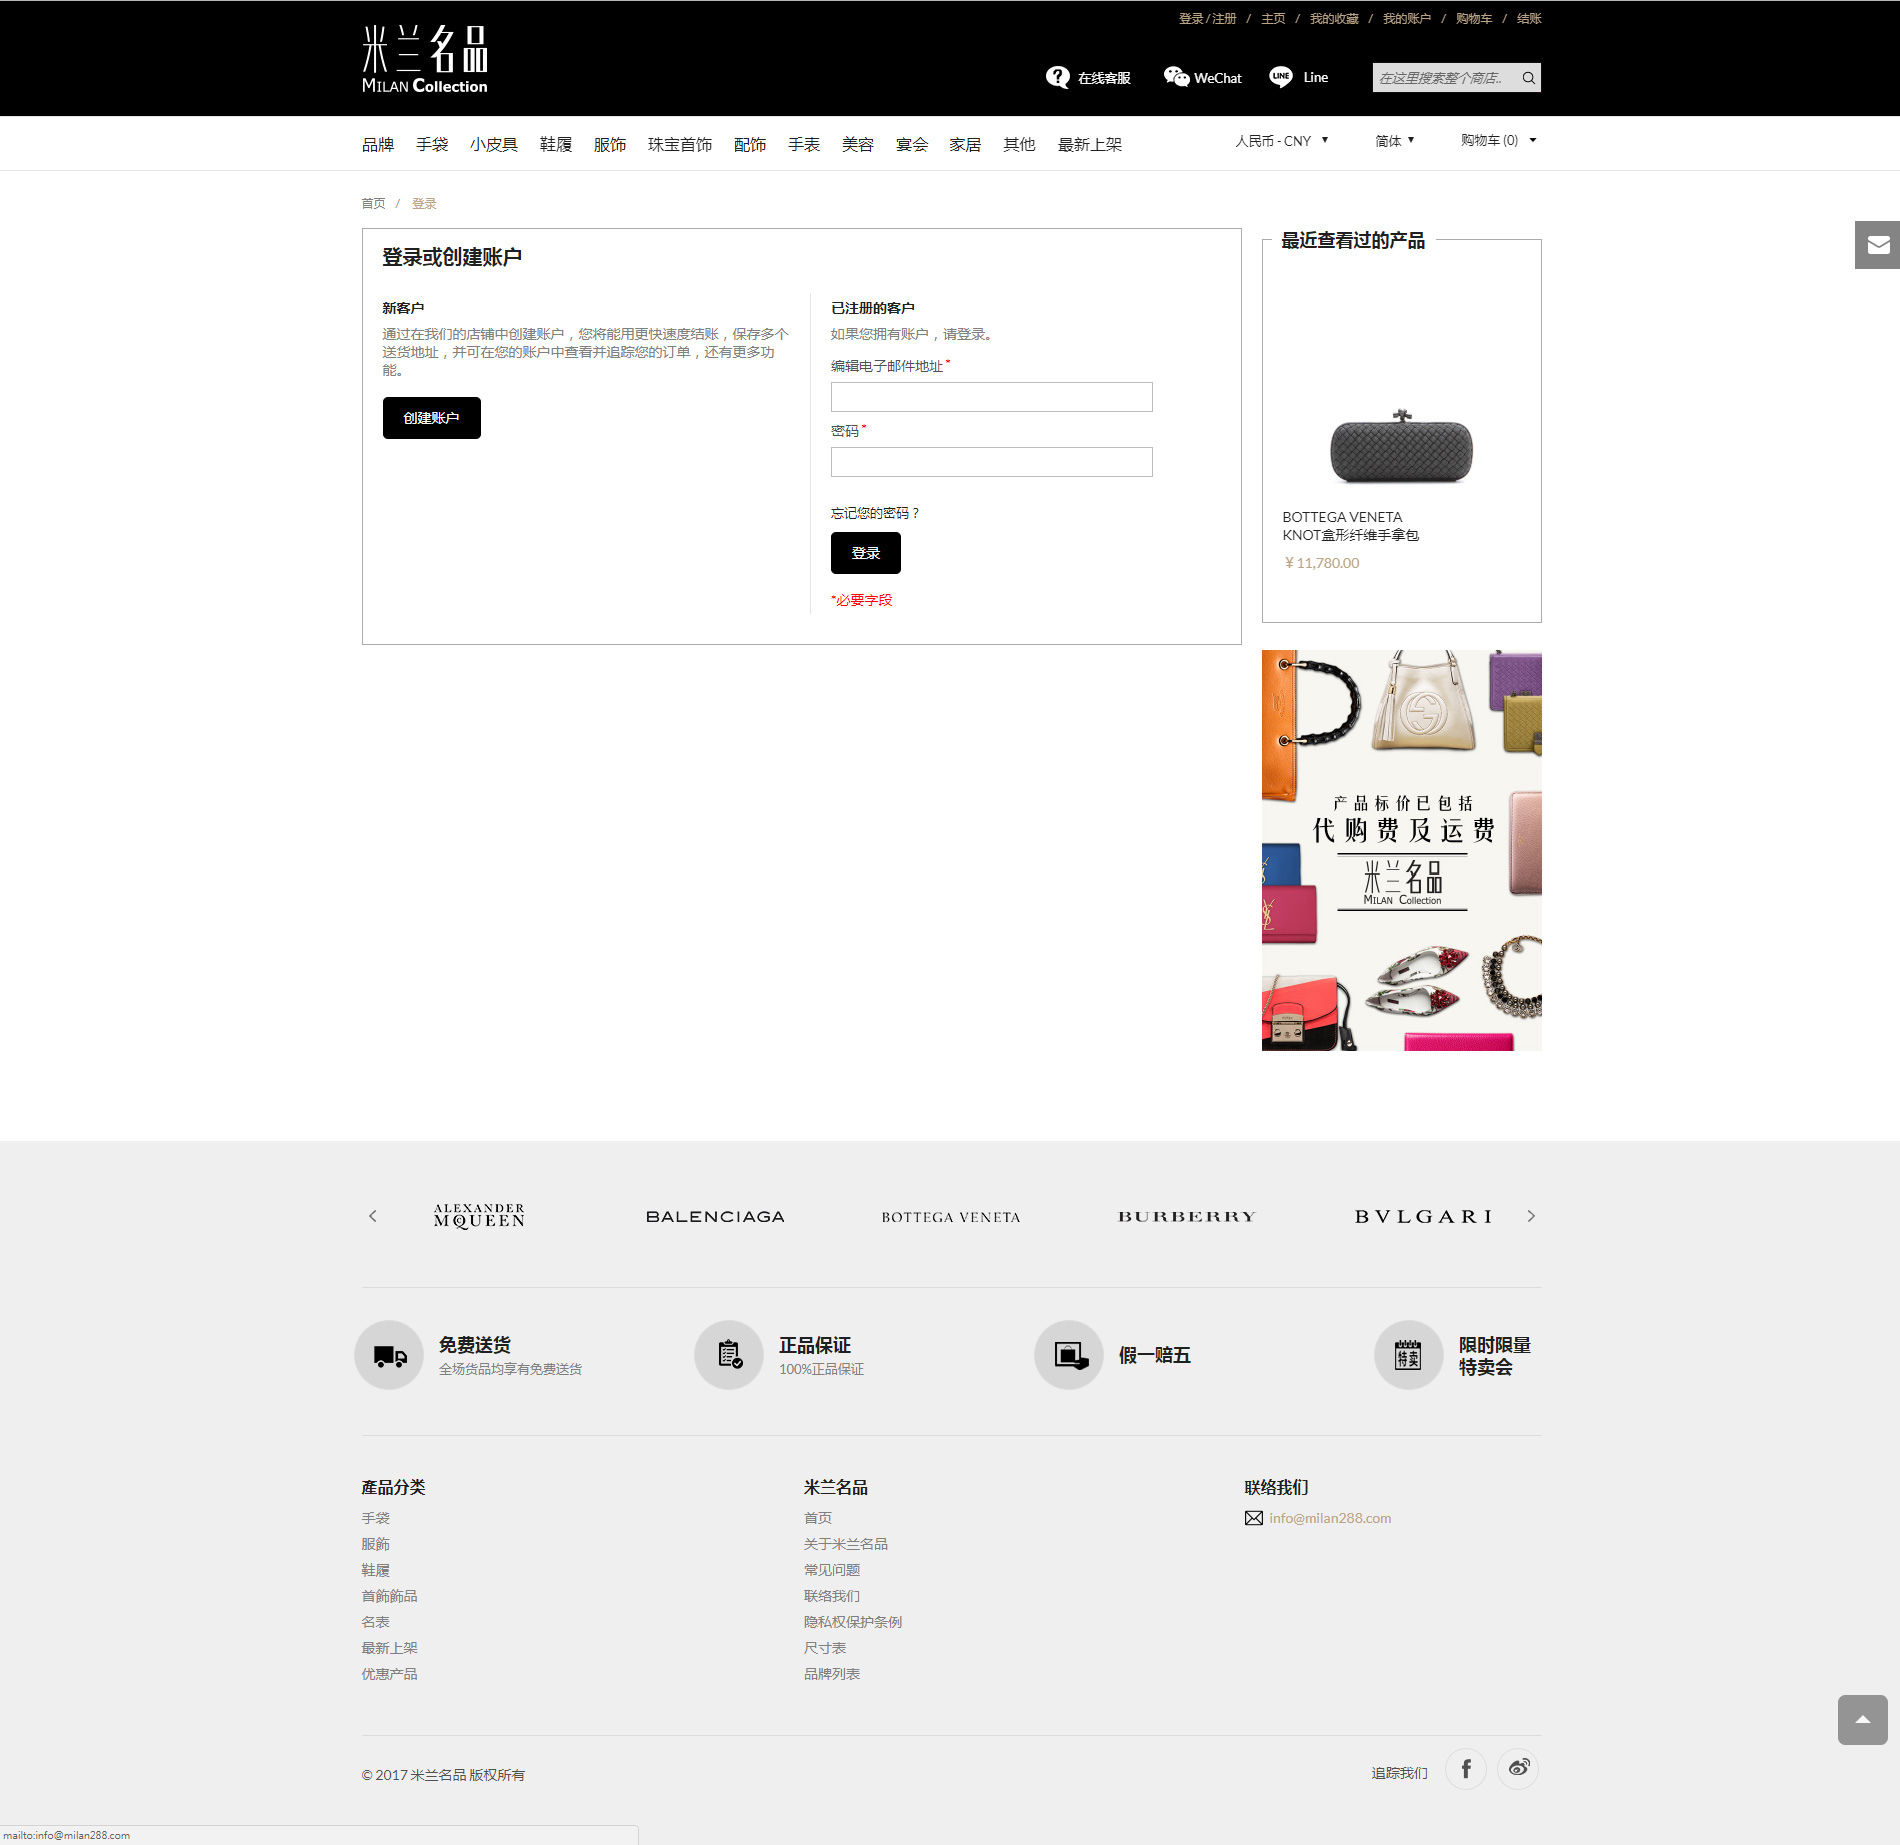 登录 / 注册 / 主页 / 我的收藏 / 我的账户 / 购物车 / 结账
米兰名品
MILAN Collection
在线客服 WeChat LINE Line 在这里搜索整个商店..
品牌 手袋 小皮具 鞋履 服饰 珠宝首饰 配饰 手表 美容 宴会 家居 其他 最新上架 人民币 - CNY 简体 购物车 (0)
首页 / 登录
登录或创建账户
新客户
通过在我们的店铺中创建账户，您将能用更快速度结账，保存多个
送货地址，并可在您的账户中查看并追踪您的订单，还有更多功
能。
创建账户
已注册的客户
如果您拥有账户，请登录。
编辑电子邮件地址 *
密码 *
忘记您的密码？
登录
*必要字段
最近查看过的产品
BOTTEGA VENETA
KNOT盒形纤维手拿包
￥11,780.00
产品标价已包括
代购费及运费
米兰名品
MILAN Collection
ALEXANDER
MCQUEEN
BALENCIAGA
BOTTEGA VENETA
BURBERRY
BVLGARI
免费送货
全场货品均享有免费送货
正品保证
100%正品保证
假一赔五
特卖
限时限量
特卖会
產品分类
手袋
服飾
鞋履
首飾飾品
名表
最新上架
优惠产品
米兰名品
首页
关于米兰名品
常见问题
联络我们
隐私权保护条例
尺寸表
品牌列表
联络我们
info@milan288.com
© 2017 米兰名品 版权所有
追踪我们
mailto:info@milan288.com